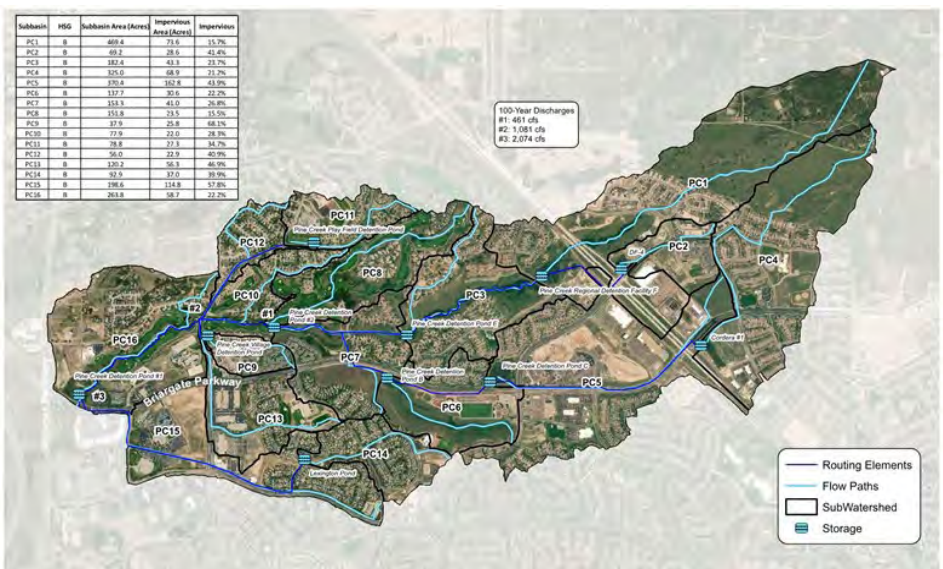 Subbasin HSG Subbasin Area (Acres) Impervious Area (Acres) Impervious
PC1 B 469.4 73.6 15.7%
PC2 B 69.2 28.6 41.4%
PC3 B 182.4 43.3 23.7%
PC4 B 325.0 68.9 21.2%
PC5 B 370.4 162.8 43.9%
PC6 B 137.7 30.6 22.2%
PC7 B 153.3 41.0 26.8%
PC8 B 151.8 23.5 15.5%
PC9 B 37.9 25.8 68.1%
PC10 B 77.9 22.0 28.3%
PC11 B 78.8 27.3 34.7%
PC12 B 56.0 22.9 40.9%
PC13 B 120.2 56.3 46.9%
PC14 B 92.9 37.0 39.9%
PC15 B 198.6 114.8 57.8%
PC16 B 263.8 58.7 22.2%
100-Year Discharges
#1: 461 cfs
#2: 1,081 cfs
#3: 2,074 cfs
PC1
PC11
Pine Creek Play Field Detention Pond
PC12
PC2
DF-4
PC4
PC8
PC3
Pine Creek Regional Detention Facility F
PC10
#2
#1
Pine Creek Detention
Pond #2
Pine Creek Detention Pond E
PC16
Pine Creek Village
Detention Pond
Cordera #1
PC7
PC9
Pine Creek Detention
Pond B
Pine Creek Detention Pond C
PC5
Pine Creek Detention Pond #1
#3
Briargate Parkway
PC6
PC13
PC15
PC14
Lexington Pond
Routing Elements
Flow Paths
SubWatershed
Storage